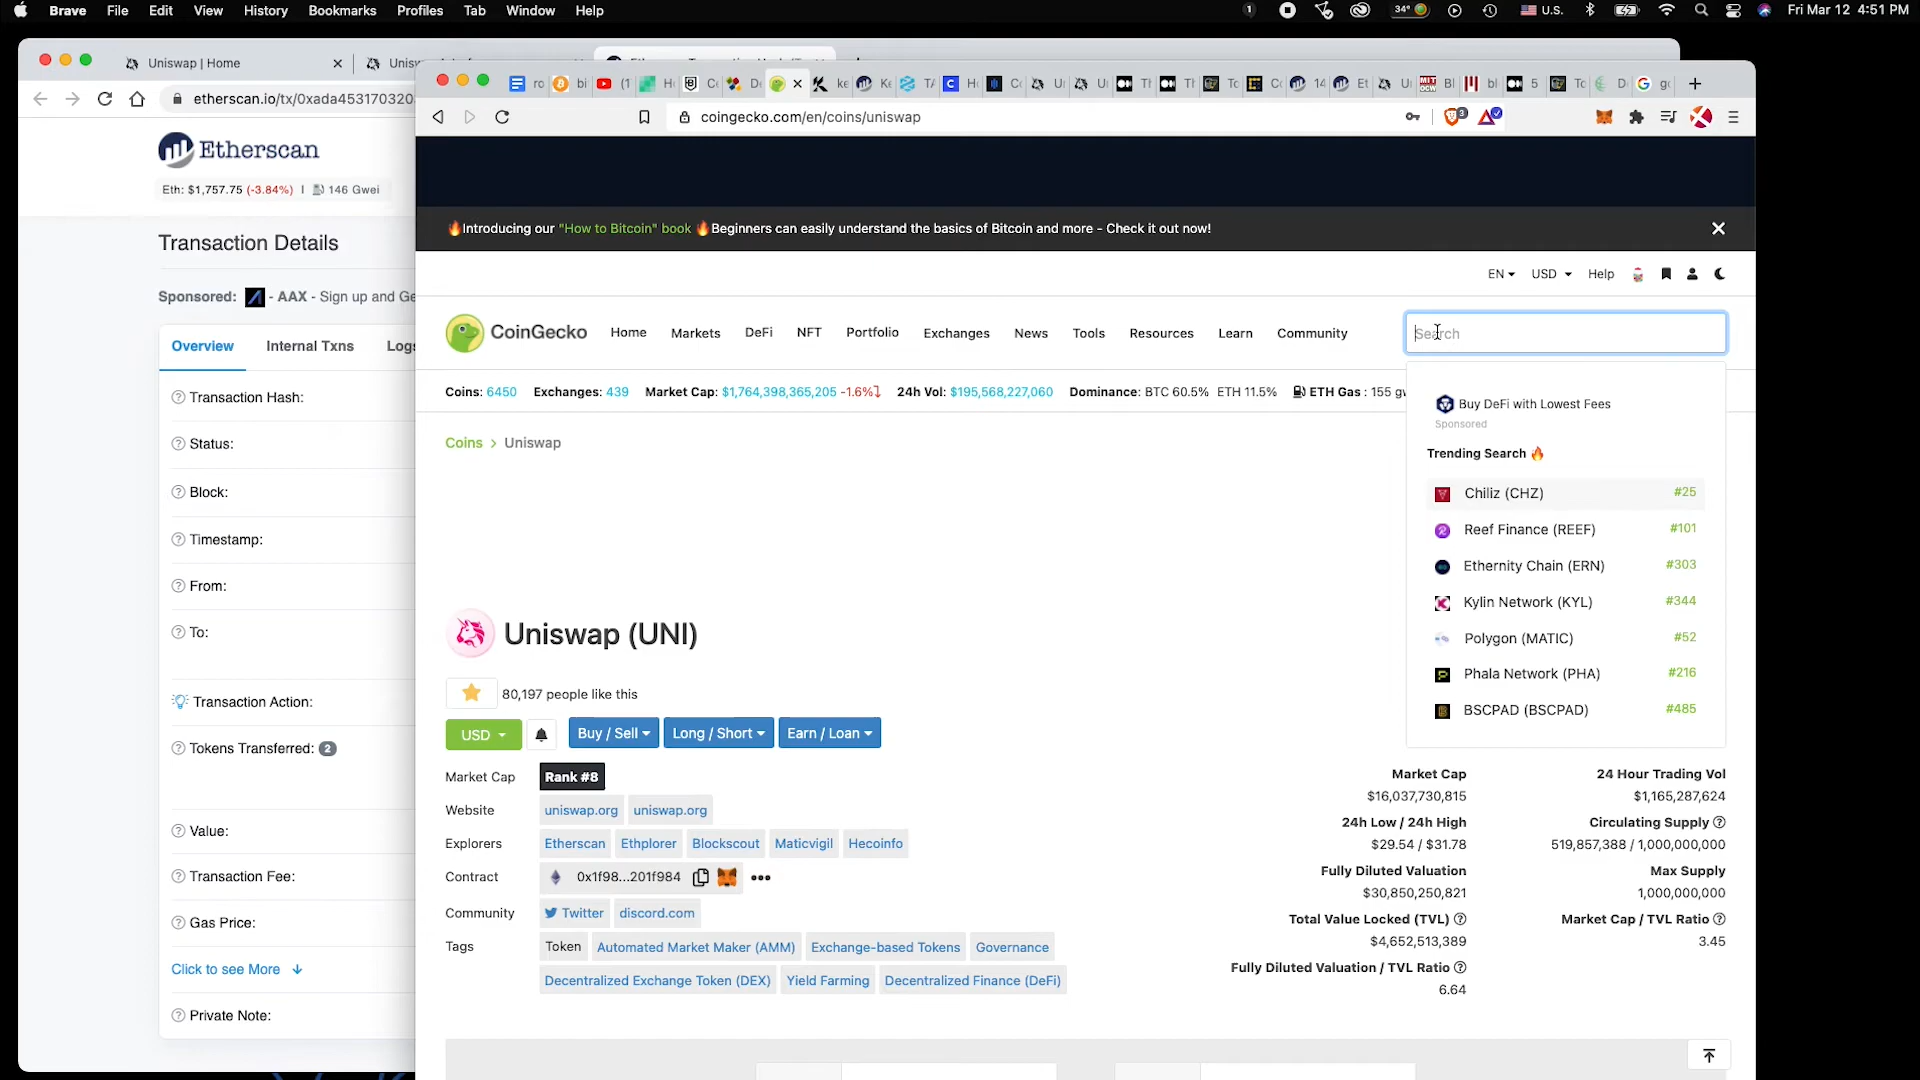 Brave File Edit View History Bookmarks Profiles Tab Window Help
34° U.S. Fri Mar 12 4:51 PM
Uniswap | Home
etherscan.io/tx/0xada453170320
coingecko.com/en/coins/uniswap
Etherscan
Eth: $1,757.75 (-3.84%) | 146 Gwei
Transaction Details
Sponsored: - AAX - Sign up and Ge
Overview Internal Txns Logs
Transaction Hash:
Status:
Block:
Timestamp:
From:
To:
Transaction Action:
Tokens Transferred: 2
Value:
Transaction Fee:
Gas Price:
Click to see More
Private Note:
🔥Introducing our "How to Bitcoin" book 🔥Beginners can easily understand the basics of Bitcoin and more - Check it out now!
EN USD Help
CoinGecko Home Markets DeFi NFT Portfolio Exchanges News Tools Resources Learn Community
Search
Coins: 6450 Exchanges: 439 Market Cap: $1,764,398,365,205 -1.6% 24h Vol: $195,568,227,060 Dominance: BTC 60.5% ETH 11.5% ETH Gas : 155 gw
Buy DeFi with Lowest Fees
Sponsored
Trending Search 🔥
Chiliz (CHZ) #25
Reef Finance (REEF) #101
Ethernity Chain (ERN) #303
Kylin Network (KYL) #344
Polygon (MATIC) #52
Phala Network (PHA) #216
BSCPAD (BSCPAD) #485
Coins > Uniswap
Uniswap (UNI)
80,197 people like this
USD Buy / Sell Long / Short Earn / Loan
Market Cap Rank #8
Website uniswap.org uniswap.org
Explorers Etherscan Ethplorer Blockscout Maticvigil Hecoinfo
Contract 0x1f98...201f984
Community Twitter discord.com
Tags Token Automated Market Maker (AMM) Exchange-based Tokens Governance
Decentralized Exchange Token (DEX) Yield Farming Decentralized Finance (DeFi)
Market Cap
$16,037,730,815
24h Low / 24h High
$29.54 / $31.78
Fully Diluted Valuation
$30,850,250,821
Total Value Locked (TVL)
$4,652,513,389
Fully Diluted Valuation / TVL Ratio
6.64
24 Hour Trading Vol
$1,165,287,624
Circulating Supply
519,857,388 / 1,000,000,000
Max Supply
1,000,000,000
Market Cap / TVL Ratio
3.45